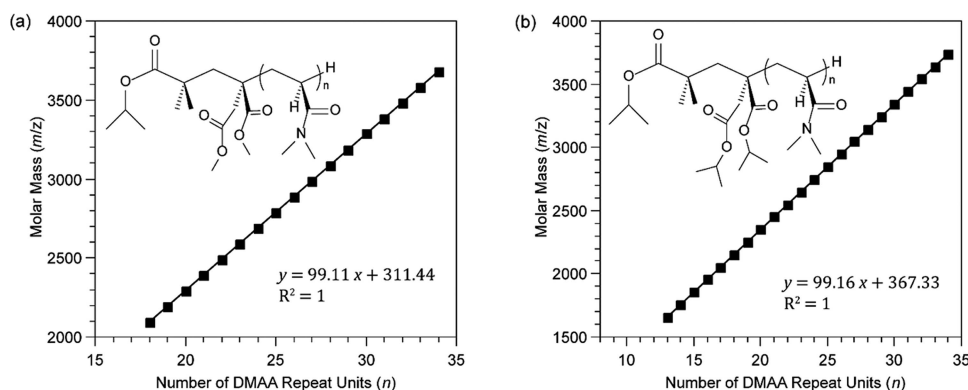 (a)
4000
3500
3000
2500
2000
15
20
25
30
35
Molar Mass (m/z)
Number of DMAA Repeat Units (n)
O
O
H
n
H
O
O
O
O
O
N
y = 99.11 x + 311.44
R² = 1
(b)
4000
3500
3000
2500
2000
1500
10
15
20
25
30
35
Molar Mass (m/z)
Number of DMAA Repeat Units (n)
O
O
H
n
H
O
O
O
O
O
N
y = 99.16 x + 367.33
R² = 1